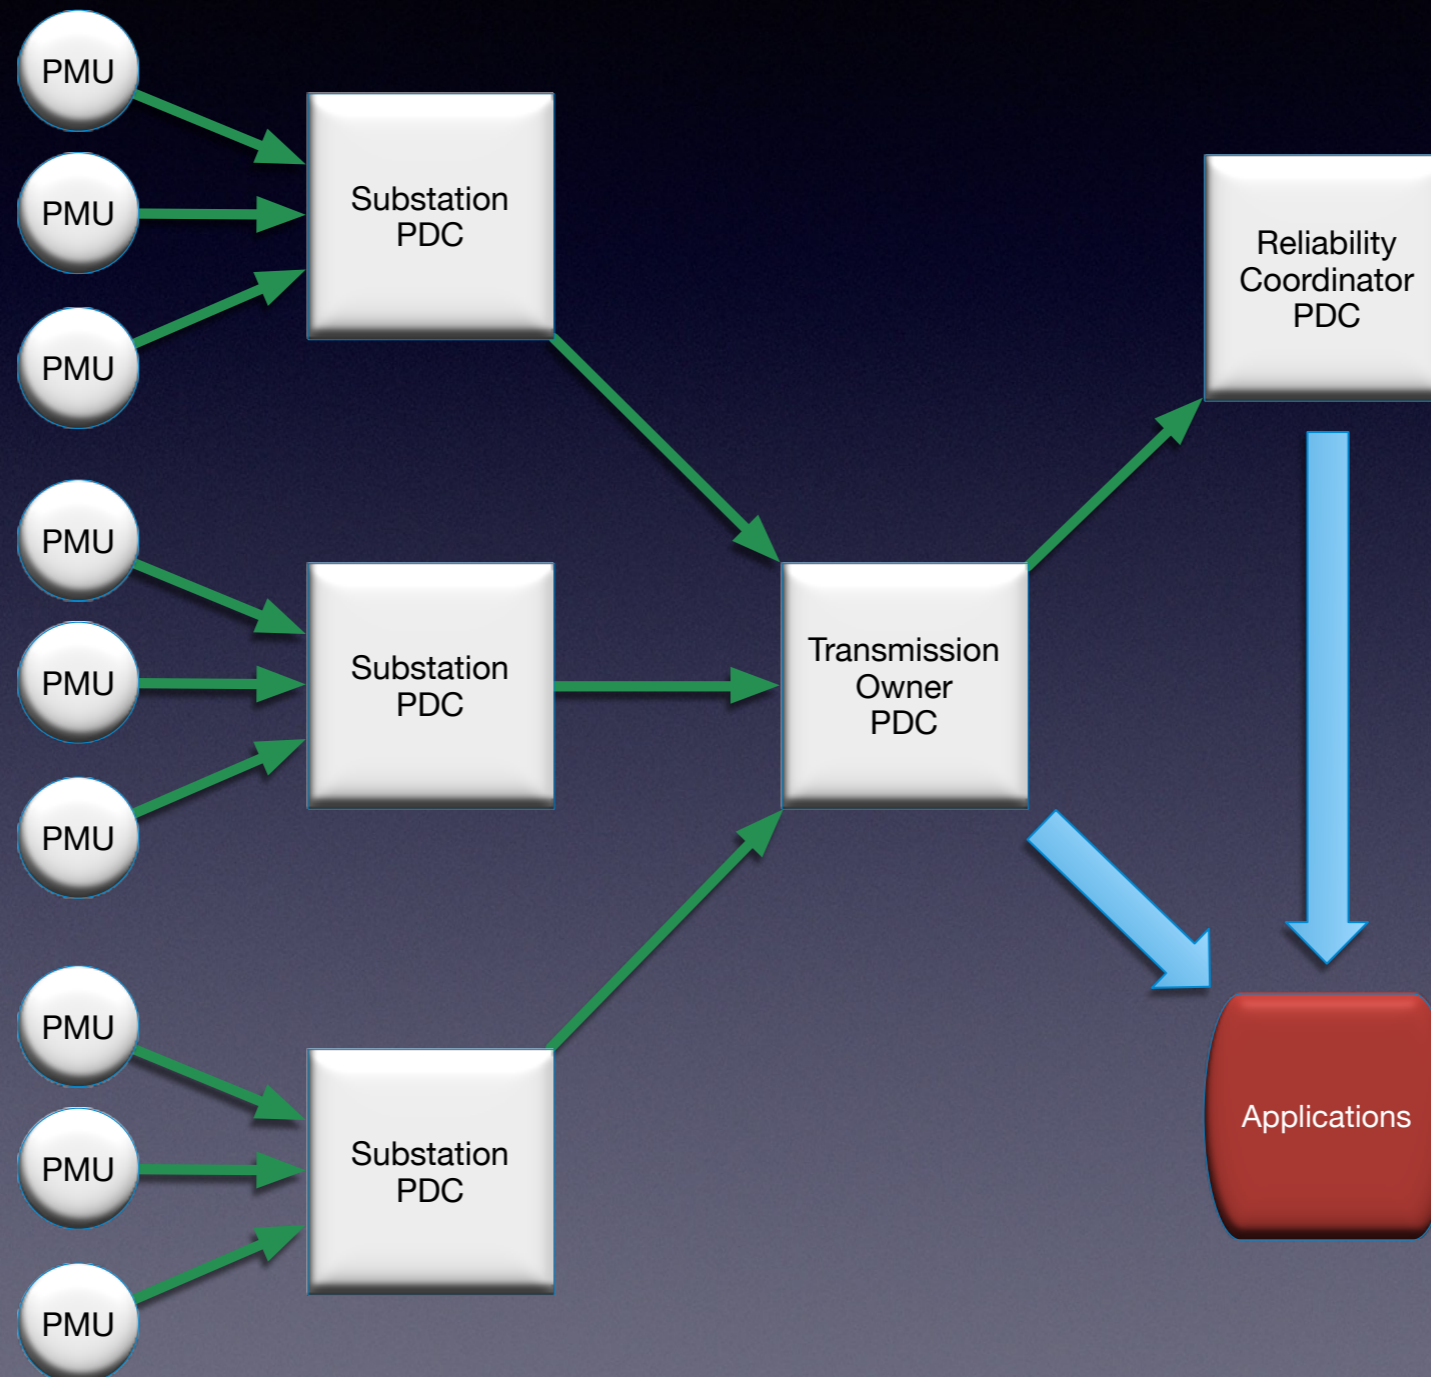 PMU
PMU
PMU
Substation
PDC
Reliability
Coordinator
PDC
PMU
PMU
PMU
Substation
PDC
Transmission
Owner
PDC
PMU
PMU
PMU
Substation
PDC
Applications